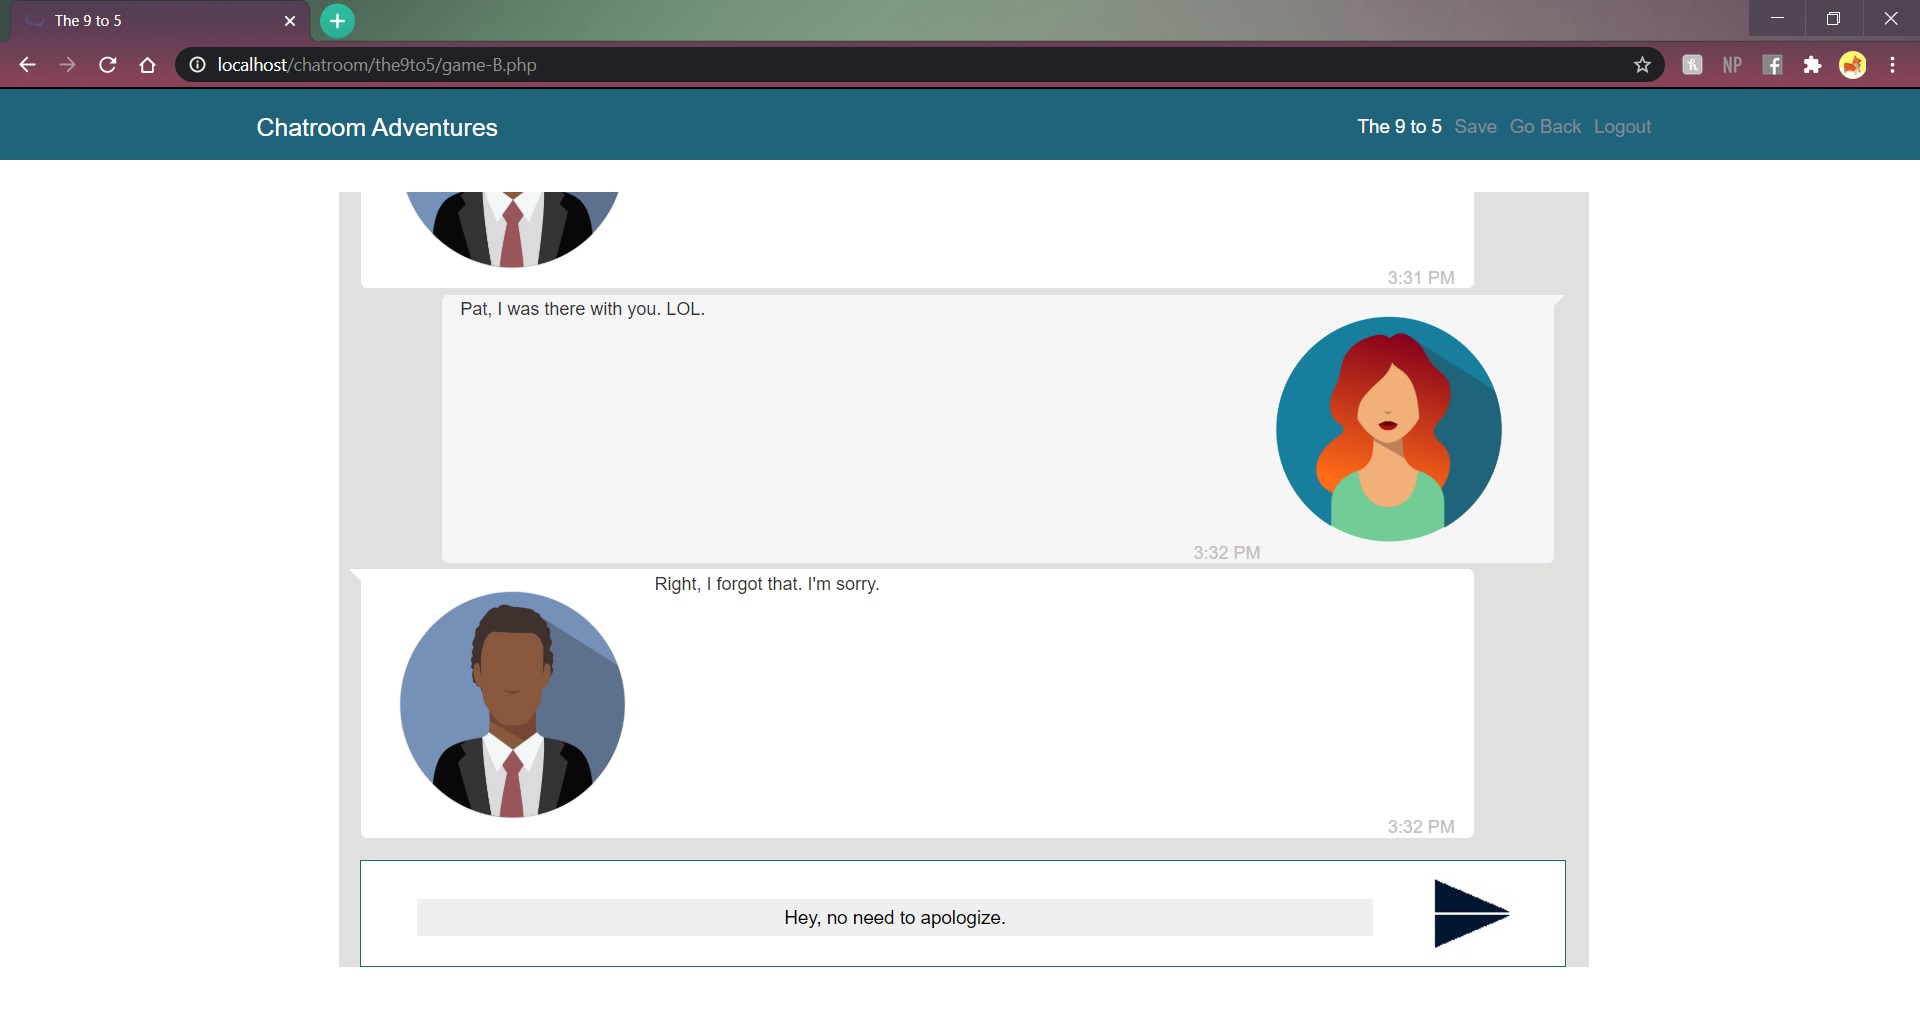 The 9 to 5
localhost/chatroom/the9to5/game-B.php
NP
Chatroom Adventures
The 9 to 5 Save Go Back Logout
3:31 PM
Pat, I was there with you. LOL.
3:32 PM
Right, I forgot that. I'm sorry.
3:32 PM
Hey, no need to apologize.